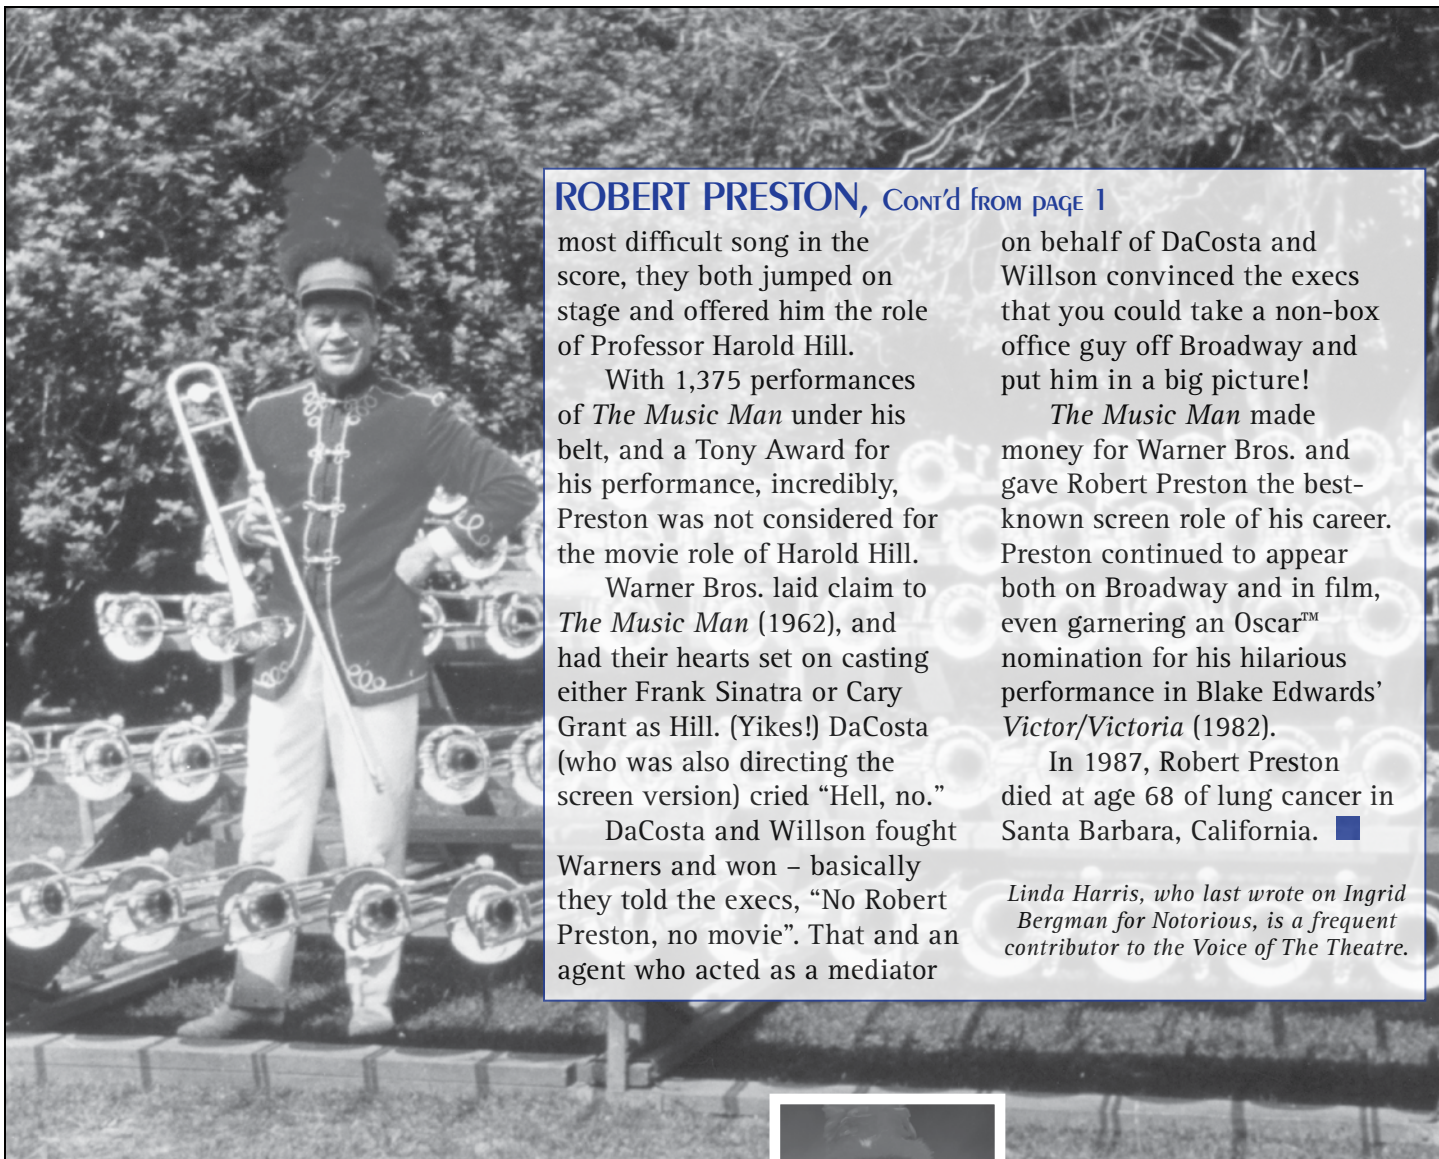 ROBERT PRESTON, Cont'd from page 1
most difficult song in the
score, they both jumped on
stage and offered him the role
of Professor Harold Hill.
With 1,375 performances
of The Music Man under his
belt, and a Tony Award for
his performance, incredibly,
Preston was not considered for
the movie role of Harold Hill.
Warner Bros. laid claim to
The Music Man (1962), and
had their hearts set on casting
either Frank Sinatra or Cary
Grant as Hill. (Yikes!) DaCosta
(who was also directing the
screen version) cried “Hell, no.”
DaCosta and Willson fought
Warners and won – basically
they told the execs, “No Robert
Preston, no movie”. That and an
agent who acted as a mediator
on behalf of DaCosta and
Willson convinced the execs
that you could take a non-box
office guy off Broadway and
put him in a big picture!
The Music Man made
money for Warner Bros. and
gave Robert Preston the best-
known screen role of his career.
Preston continued to appear
both on Broadway and in film,
even garnering an Oscar™
nomination for his hilarious
performance in Blake Edwards’
Victor/Victoria (1982).
In 1987, Robert Preston
died at age 68 of lung cancer in
Santa Barbara, California.
Linda Harris, who last wrote on Ingrid
Bergman for Notorious, is a frequent
contributor to the Voice of The Theatre.